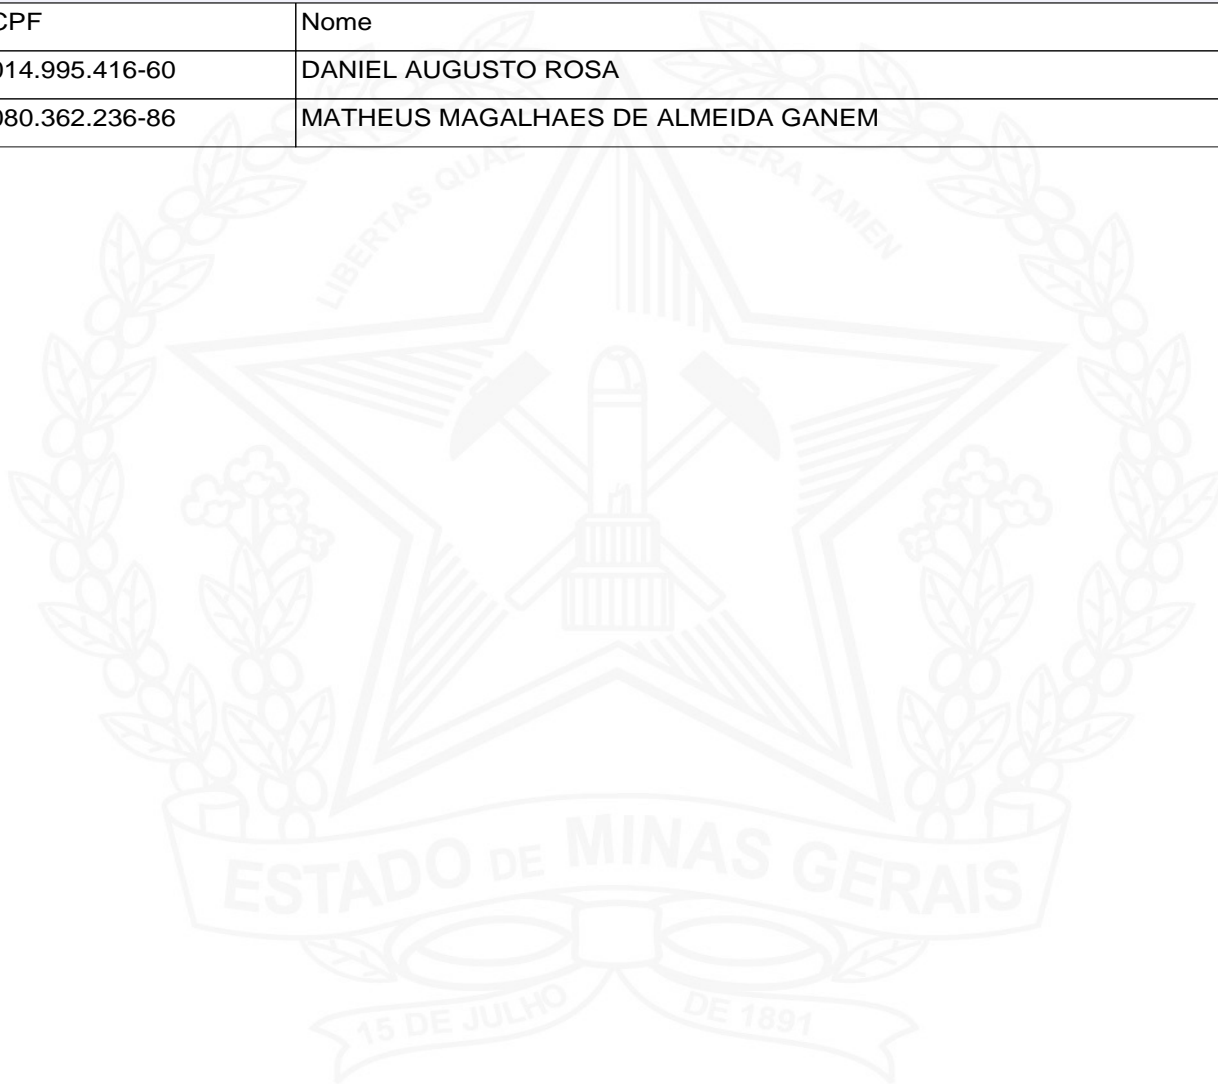 CPF Nome
014.995.416-60 DANIEL AUGUSTO ROSA
080.362.236-86 MATHEUS MAGALHAES DE ALMEIDA GANEM
LIBERTAS QUAE SERA TAMEN
ESTADO DE MINAS GERAIS
15 DE JULHO DE 1891